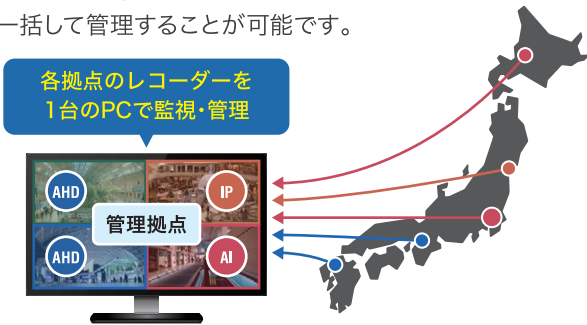 一括して管理することが可能です。
各拠点のレコーダーを
1台のPCで監視・管理
AHD
IP
管理拠点
AHD
AI